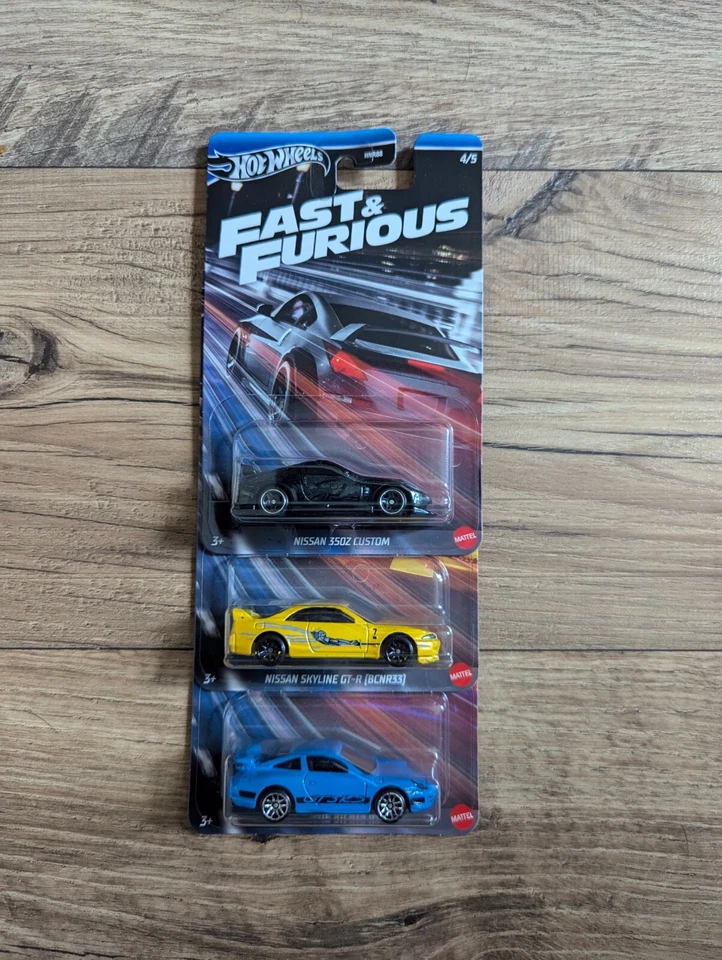 HOT WHEELS
HNR88
4/5
FAST &
FURIOUS
3+
NISSAN 350Z CUSTOM
MATTEL
3+
NISSAN SKYLINE GT-R (BCNR33)
MATTEL
3+
MATTEL